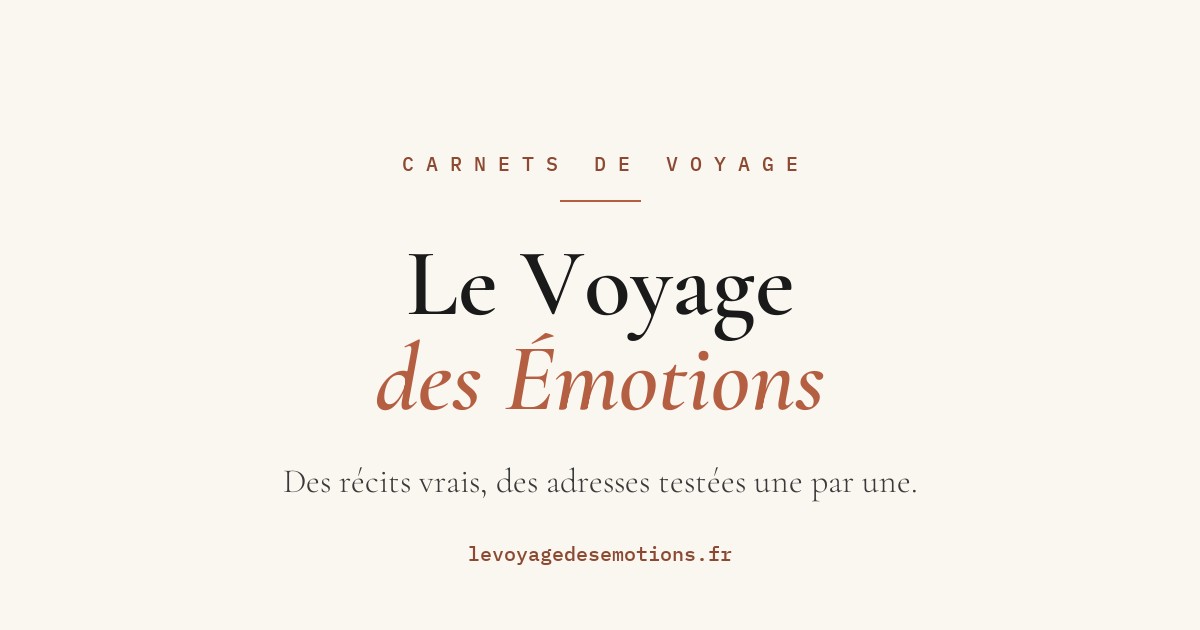 CARNETS DE VOYAGE
Le Voyage
des Émotions
Des récits vrais, des adresses testées une par une.
levoyagedesemotions.fr